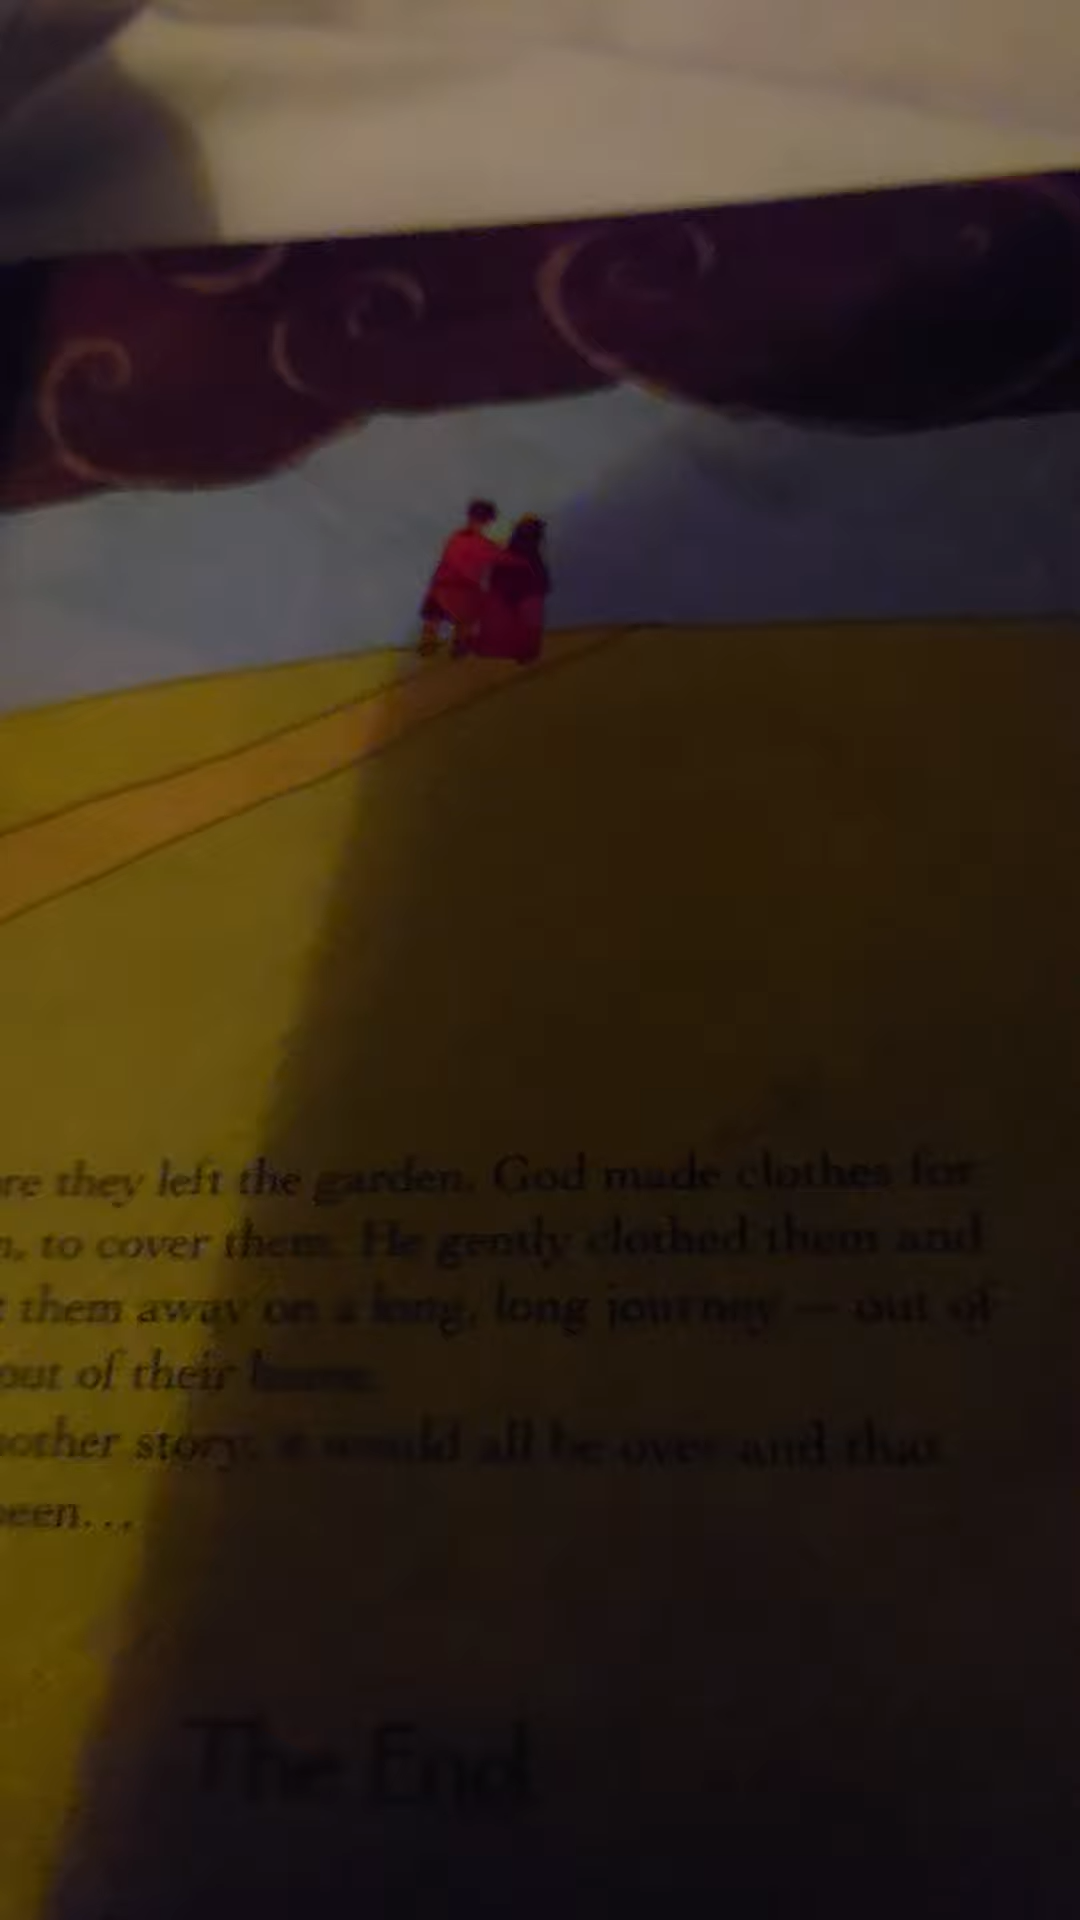 they left the garden, God made clothes for
to cover them. He gently clothed them and
them away on a long, long journey — out of
out of their home.
story, it would all be over and that
been...
The End